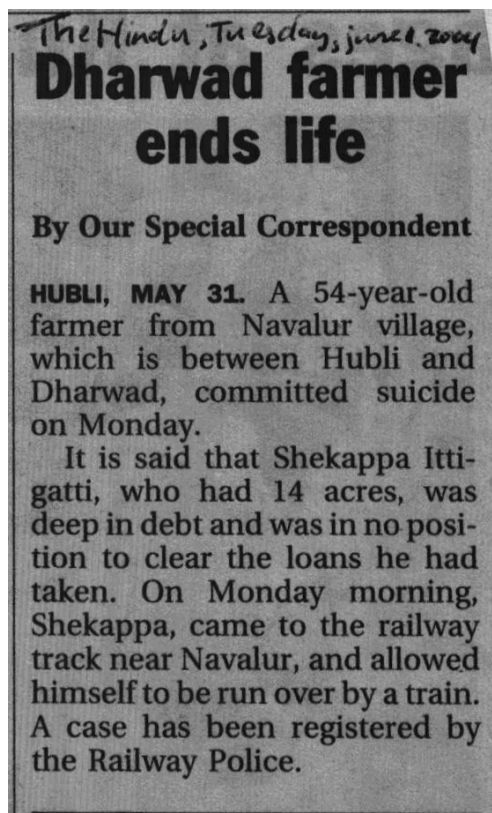 The Hindu, Tuesday, june 1, 2004
Dharwad farmer
ends life
By Our Special Correspondent
HUBLI, MAY 31. A 54-year-old
farmer from Navalur village,
which is between Hubli and
Dharwad, committed suicide
on Monday.
It is said that Shekappa Itti-
gatti, who had 14 acres, was
deep in debt and was in no posi-
tion to clear the loans he had
taken. On Monday morning,
Shekappa, came to the railway
track near Navalur, and allowed
himself to be run over by a train.
A case has been registered by
the Railway Police.